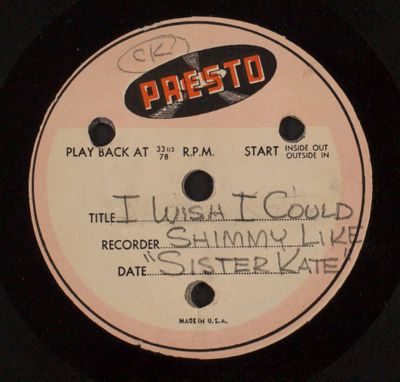 CK
PRESTO
PLAY BACK AT 33 1/3 78 R.P.M. START INSIDE OUT OUTSIDE IN
TITLE I WISH I COULD
RECORDER SHIMMY LIKE
DATE "SISTER KATE"
MADE IN U.S.A.